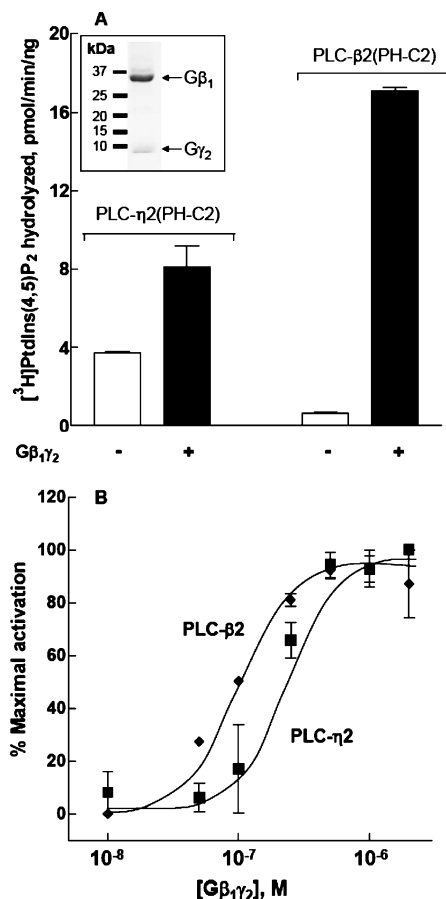 A
kDa
37
25
20
15
10
Gβ₁
Gγ₂
PLC-β2(PH-C2)
PLC-η2(PH-C2)
[³H]PtdIns(4,5)P₂ hydrolyzed, pmol/min/ng
20
16
12
8
4
0
Gβ₁γ₂ - + - +
B
% Maximal activation
120
100
80
60
40
20
0
PLC-β2
PLC-η2
10⁻⁸ 10⁻⁷ 10⁻⁶
[Gβ₁γ₂], M